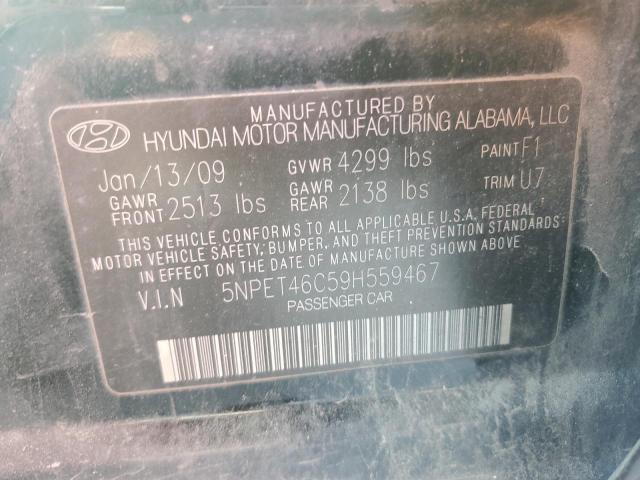 MANUFACTURED BY
HYUNDAI MOTOR MANUFACTURING ALABAMA, LLC
Jan/13/09 GVWR 4299 lbs PAINT F1
GAWR FRONT 2513 lbs GAWR REAR 2138 lbs TRIM U7
THIS VEHICLE CONFORMS TO ALL APPLICABLE U.S.A. FEDERAL
MOTOR VEHICLE SAFETY, BUMPER, AND THEFT PREVENTION STANDARDS
IN EFFECT ON THE DATE OF MANUFACTURE SHOWN ABOVE
V.I.N 5NPET46C59H559467
PASSENGER CAR